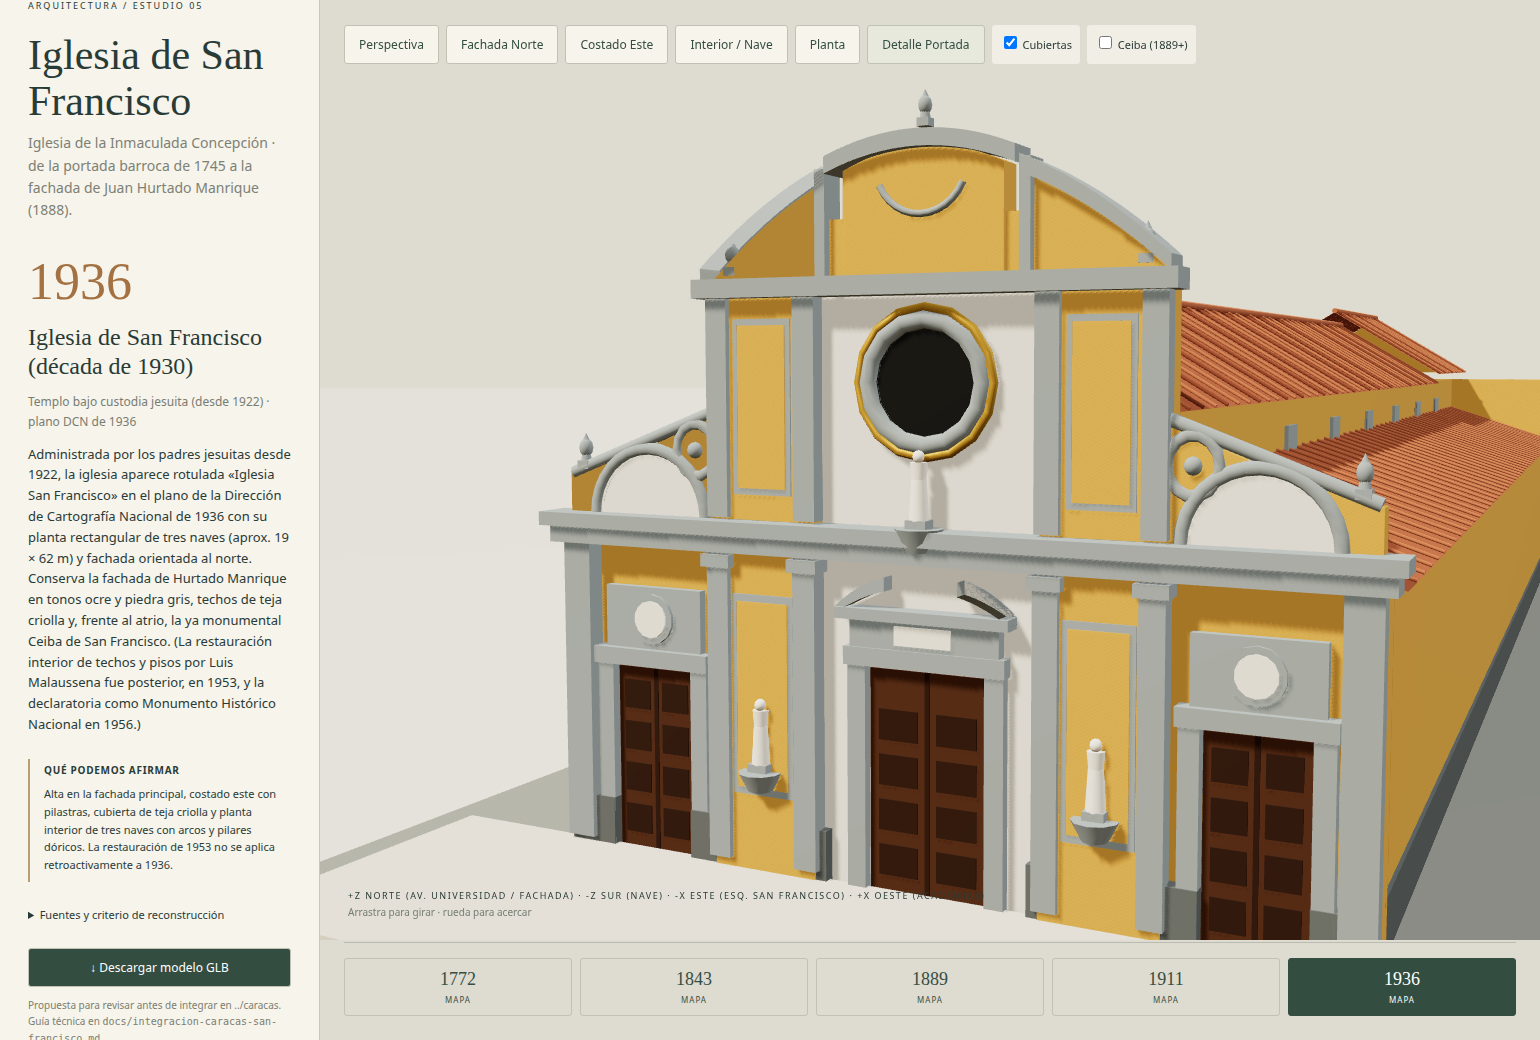 ARQUITECTURA / ESTUDIO 05
Iglesia de San
Francisco
Iglesia de la Inmaculada Concepción ·
de la portada barroca de 1745 a la
fachada de Juan Hurtado Manrique
(1888).
1936
Iglesia de San Francisco
(década de 1930)
Templo bajo custodia jesuita (desde 1922) ·
plano DCN de 1936
Administrada por los padres jesuitas desde
1922, la iglesia aparece rotulada «Iglesia
San Francisco» en el plano de la Dirección
de Cartografía Nacional de 1936 con su
planta rectangular de tres naves (aprox. 19
× 62 m) y fachada orientada al norte.
Conserva la fachada de Hurtado Manrique
en tonos ocre y piedra gris, techos de teja
criolla y, frente al atrio, la ya monumental
Ceiba de San Francisco. (La restauración
interior de techos y pisos por Luis
Malaussena fue posterior, en 1953, y la
declaratoria como Monumento Histórico
Nacional en 1956.)
QUÉ PODEMOS AFIRMAR
Alta en la fachada principal, costado este con
pilastras, cubierta de teja criolla y planta
interior de tres naves con arcos y pilares
dóricos. La restauración de 1953 no se aplica
retroactivamente a 1936.
▶ Fuentes y criterio de reconstrucción
↓ Descargar modelo GLB
Propuesta para revisar antes de integrar en ../caracas.
Guía técnica en docs/integracion-caracas-san-
francisco.md
Perspectiva
Fachada Norte
Costado Este
Interior / Nave
Planta
Detalle Portada
Cubiertas
Ceiba (1889+)
+Z NORTE (AV. UNIVERSIDAD / FACHADA) · -Z SUR (NAVE) · -X ESTE (ESQ. SAN FRANCISCO) · +X OESTE
Arrastra para girar · rueda para acercar
1772
MAPA
1843
MAPA
1889
MAPA
1911
MAPA
1936
MAPA